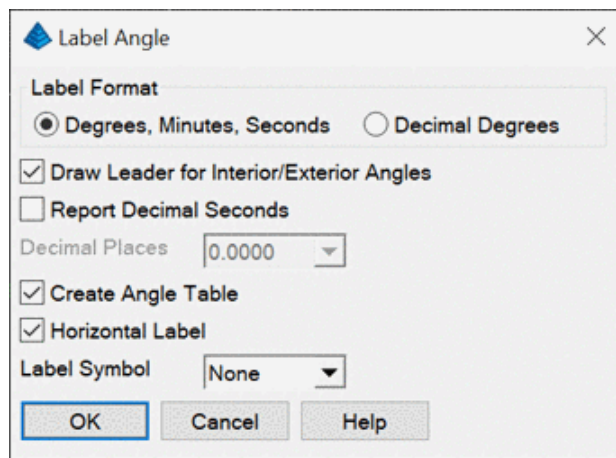 Label Angle
Label Format
Degrees, Minutes, Seconds Decimal Degrees
Draw Leader for Interior/Exterior Angles
Report Decimal Seconds
Decimal Places 0.0000
Create Angle Table
Horizontal Label
Label Symbol None
OK Cancel Help